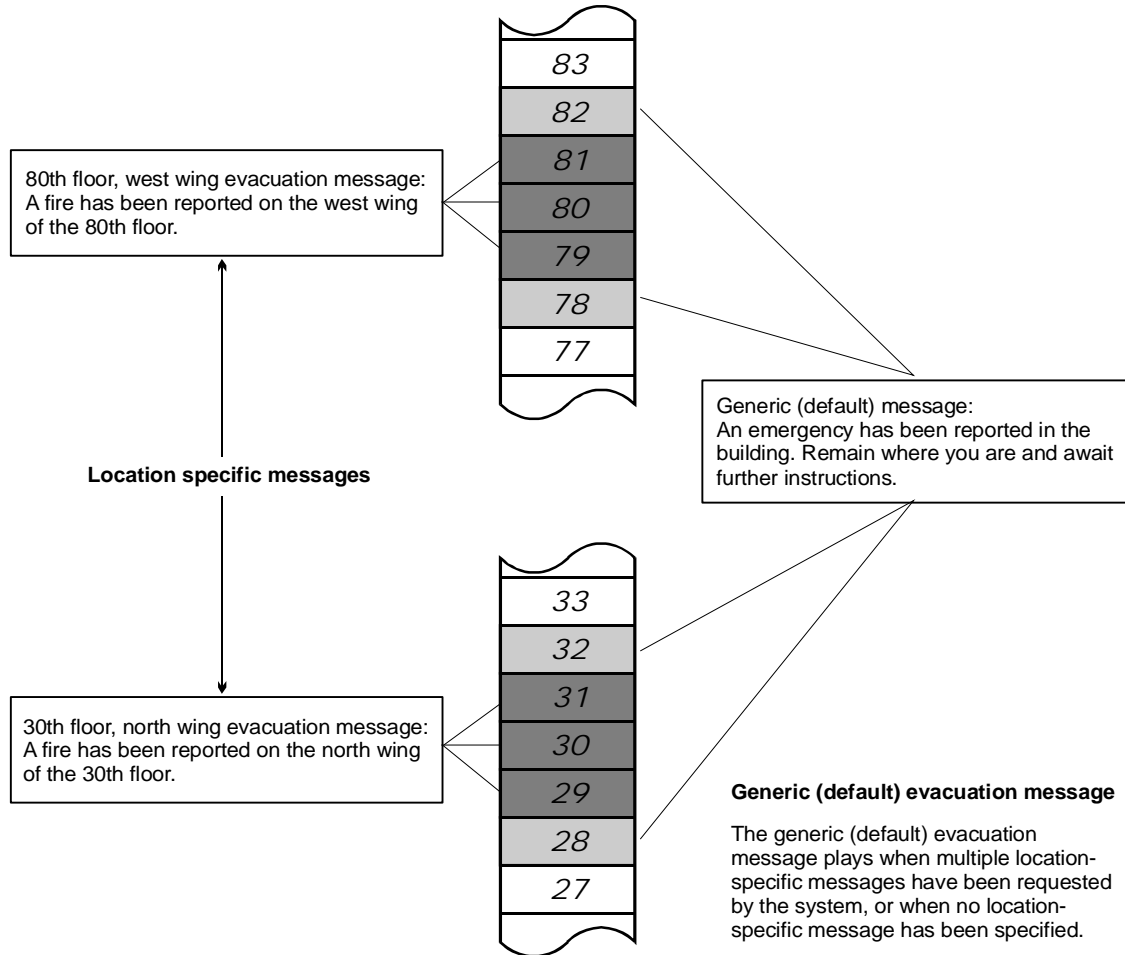 83
82
81
80
79
78
77
80th floor, west wing evacuation message:
A fire has been reported on the west wing
of the 80th floor.
Generic (default) message:
An emergency has been reported in the
building. Remain where you are and await
further instructions.
Location specific messages
33
32
31
30
29
28
27
30th floor, north wing evacuation message:
A fire has been reported on the north wing
of the 30th floor.
Generic (default) evacuation message
The generic (default) evacuation
message plays when multiple location-
specific messages have been requested
by the system, or when no location-
specific message has been specified.